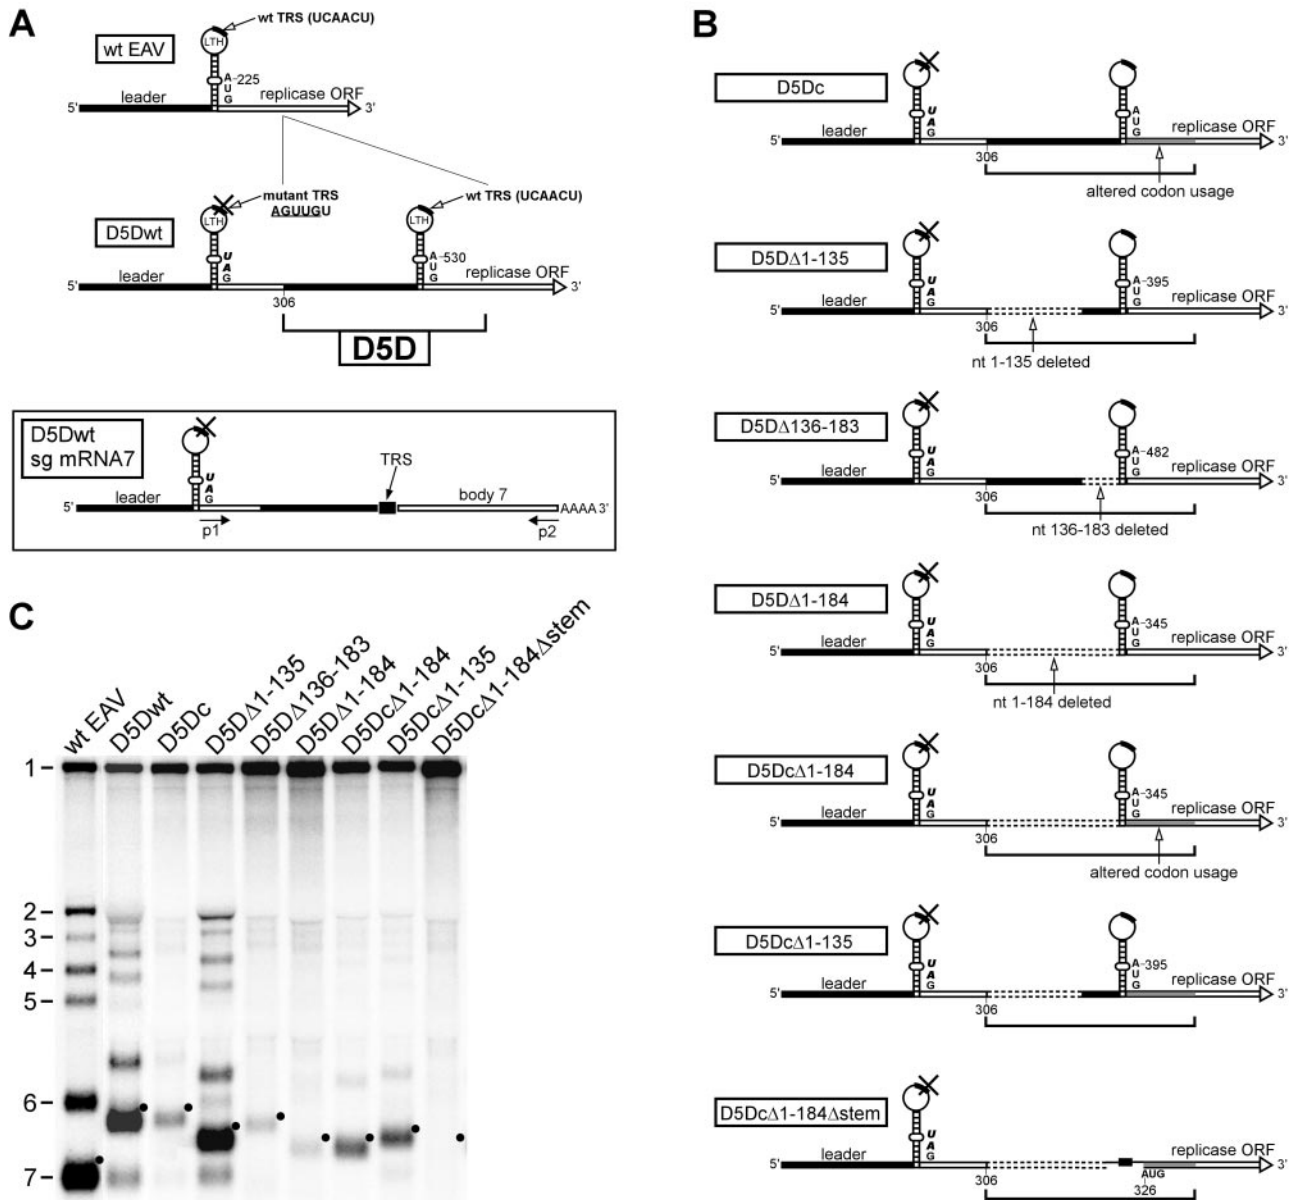 A
wt TRS (UCAACU)
wt EAV
LTH
A-225
U
G
leader
replicase ORF
5'
3'
mutant TRS
AGUUGU
wt TRS (UCAACU)
D5Dwt
LTH
LTH
U
A
G
A-530
U
G
leader
replicase ORF
5'
3'
306
D5D
D5Dwt
sg mRNA7
TRS
U
A
G
leader
body 7
5'
AAAA 3'
p1
p2
B
D5Dc
U
A
G
A
U
G
leader
replicase ORF
5'
3'
306
altered codon usage
D5DΔ1-135
U
A
G
A-395
U
G
leader
replicase ORF
5'
3'
306
nt 1-135 deleted
D5DΔ136-183
U
A
G
A-482
U
G
leader
replicase ORF
5'
3'
306
nt 136-183 deleted
D5DΔ1-184
U
A
G
A-345
U
G
leader
replicase ORF
5'
3'
306
nt 1-184 deleted
D5DcΔ1-184
U
A
G
A-345
U
G
leader
replicase ORF
5'
3'
306
altered codon usage
D5DcΔ1-135
U
A
G
A-395
U
G
leader
replicase ORF
5'
3'
306
D5DcΔ1-184Δstem
U
A
G
leader
replicase ORF
5'
3'
306
AUG
326
C
wt EAV
D5Dwt
D5Dc
D5DΔ1-135
D5DΔ136-183
D5DΔ1-184
D5DcΔ1-184
D5DcΔ1-135
D5DcΔ1-184Δstem
1
2
3
4
5
6
7